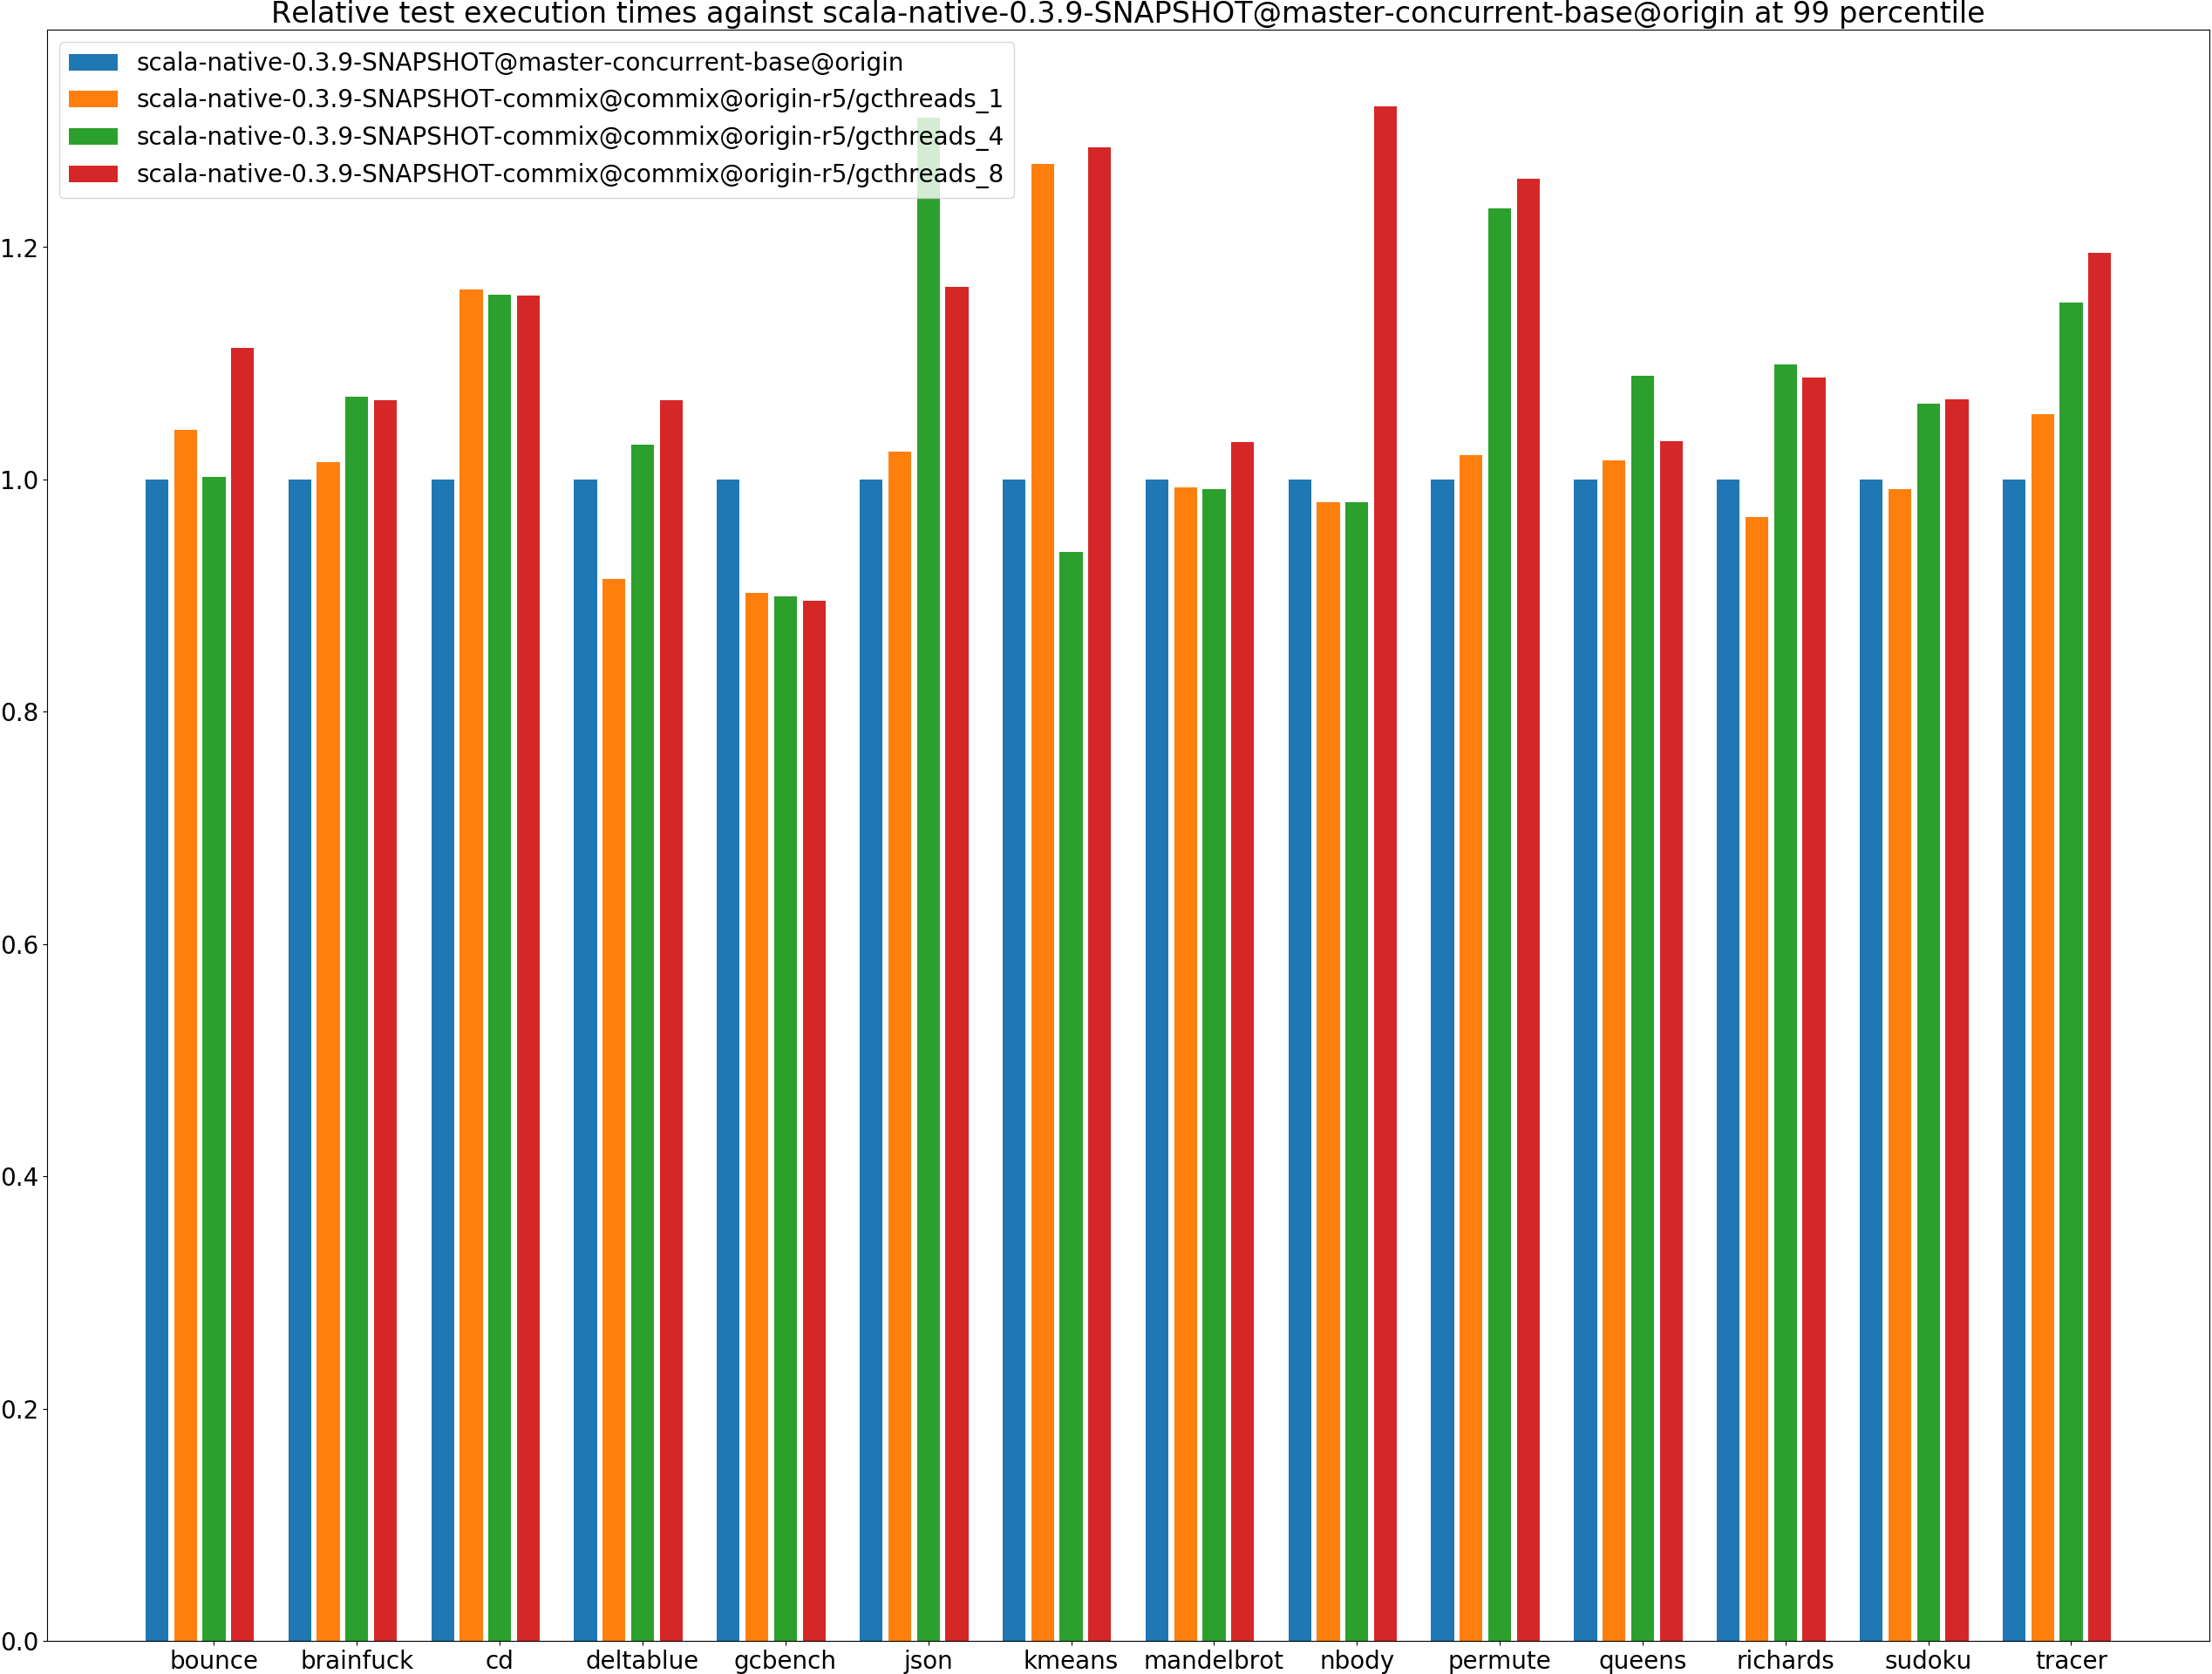 Relative test execution times against scala-native-0.3.9-SNAPSHOT@master-concurrent-base@origin at 99 percentile
scala-native-0.3.9-SNAPSHOT@master-concurrent-base@origin
scala-native-0.3.9-SNAPSHOT-commix@commix@origin-r5/gcthreads_1
scala-native-0.3.9-SNAPSHOT-commix@commix@origin-r5/gcthreads_4
scala-native-0.3.9-SNAPSHOT-commix@commix@origin-r5/gcthreads_8
1.2
1.0
0.8
0.6
0.4
0.2
0.0
bounce brainfuck cd deltablue gcbench json kmeans mandelbrot nbody permute queens richards sudoku tracer